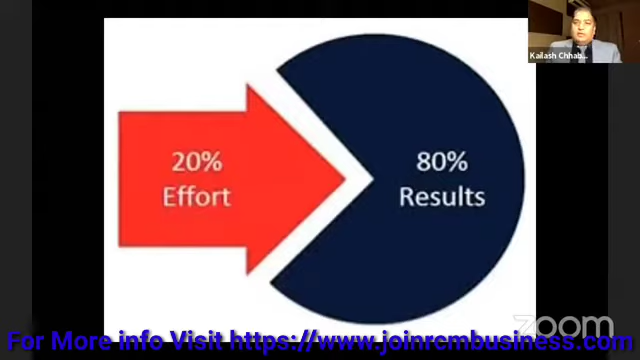 Kailash Chhab...
20%
Effort
80%
Results
zoom
For More info Visit https://www.joinrcmbusiness.com